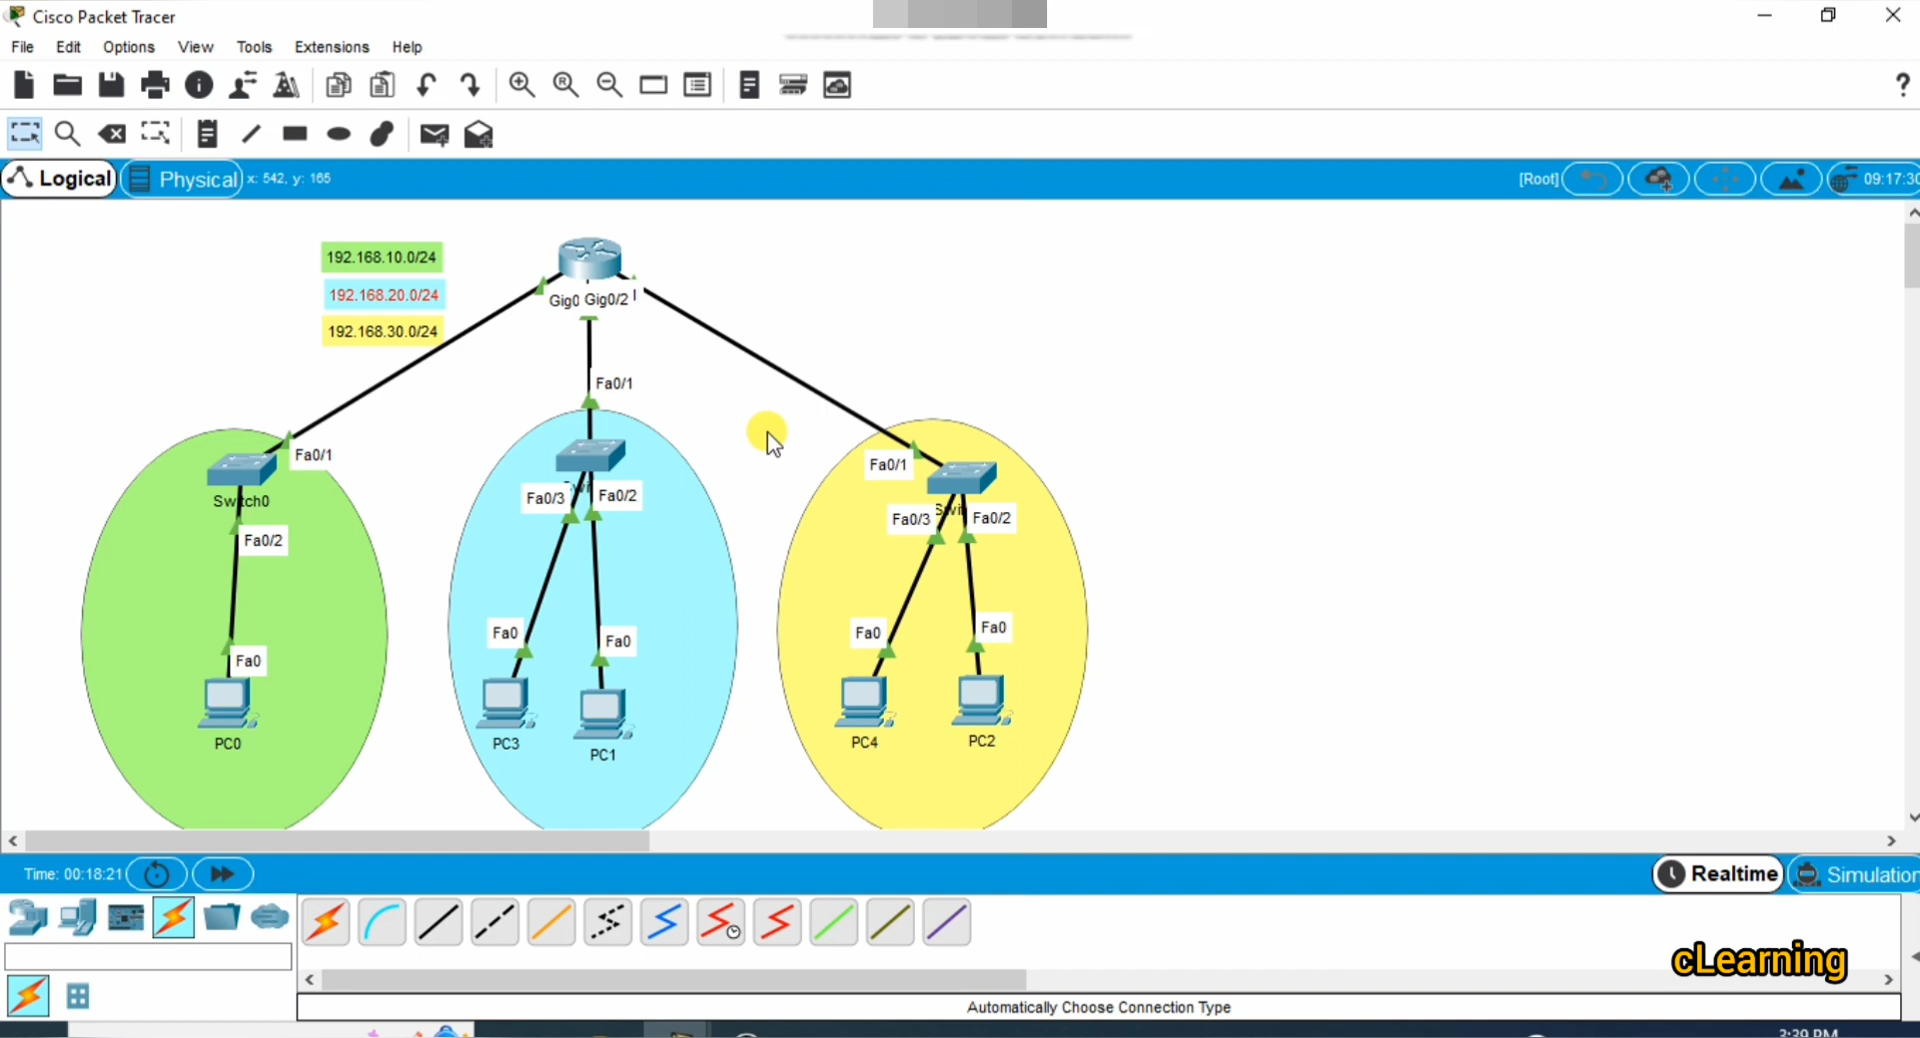 Cisco Packet Tracer
File Edit Options View Tools Extensions Help
Logical Physical x: 542, y: 165 [Root] 09:17:30
192.168.10.0/24
192.168.20.0/24
192.168.30.0/24
Gig0 Gig0/2
Fa0/1
Fa0/1
Fa0/1
Switch0
Fa0/3 Fa0/2
Fa0/3 Fa0/2
Fa0/2
Fa0
Fa0 Fa0
Fa0 Fa0
PC0
PC3
PC1
PC4
PC2
Time: 00:18:21 Realtime Simulation
cLearning
Automatically Choose Connection Type
3:39 PM